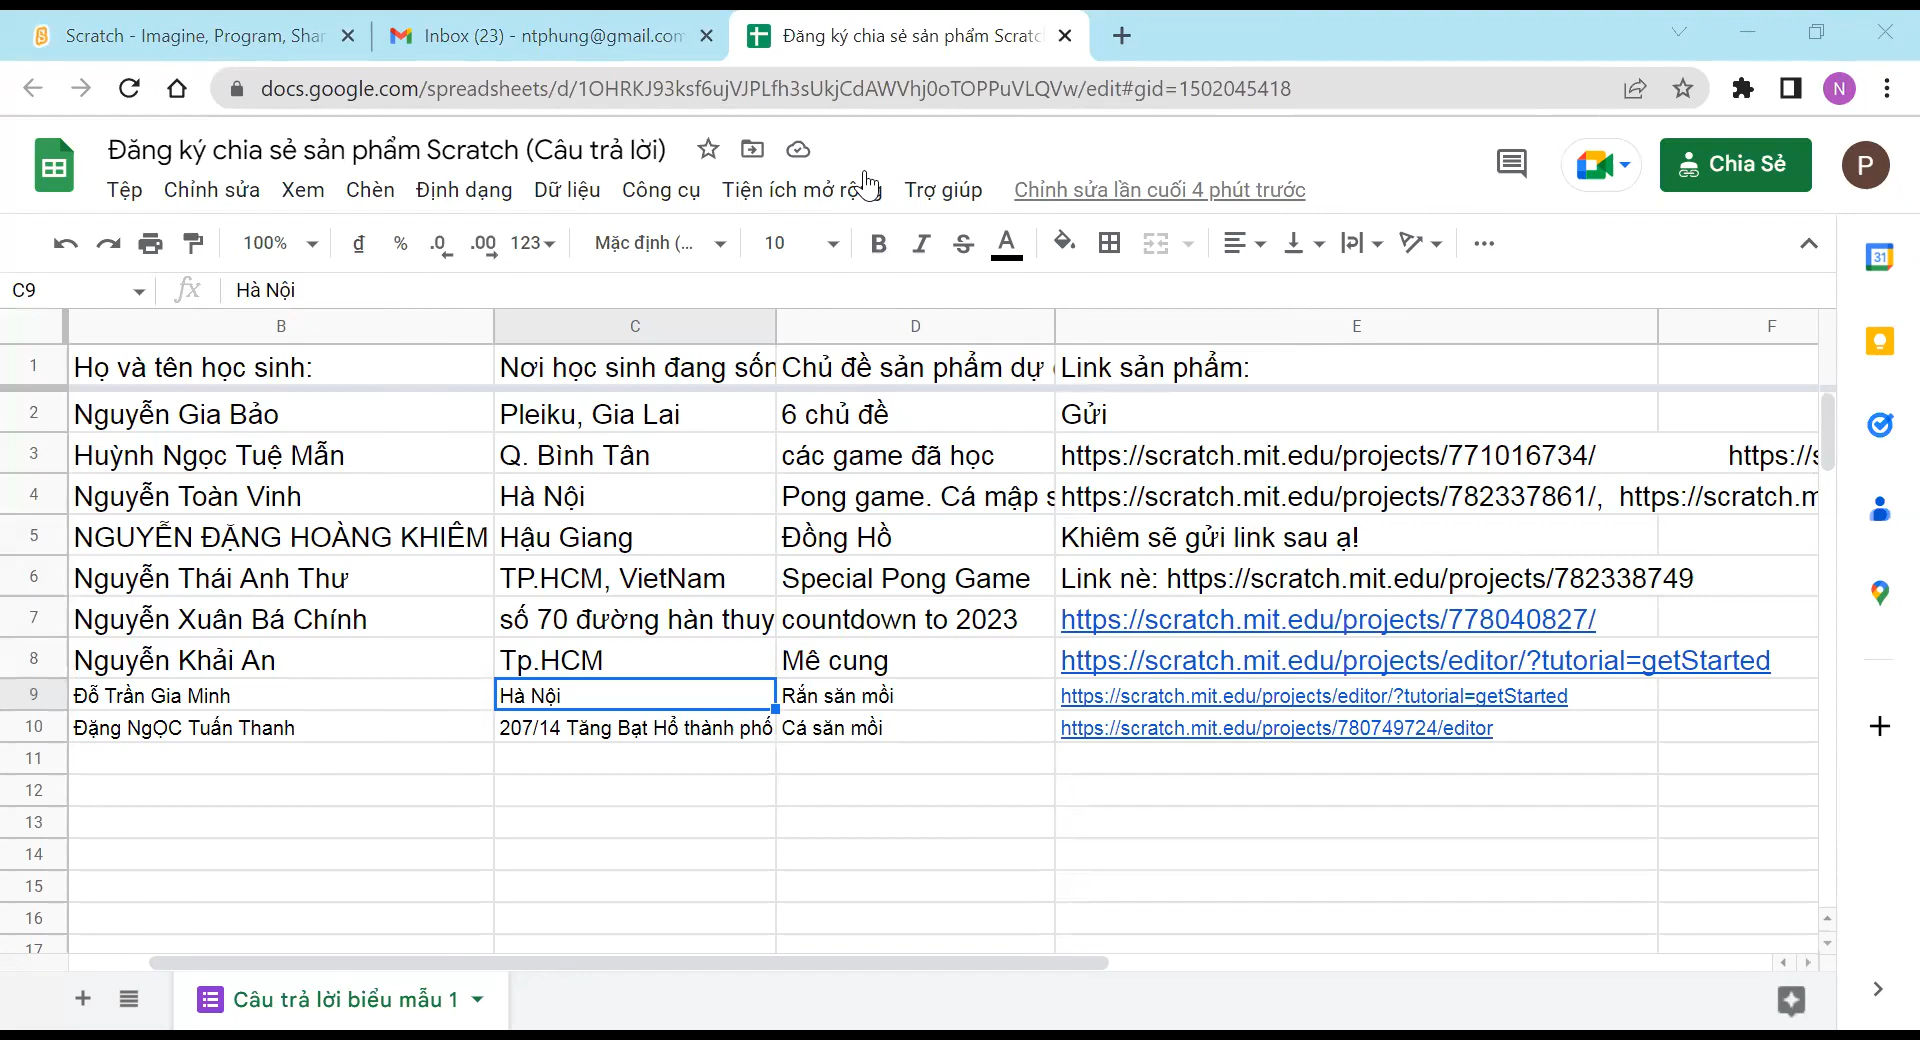 Scratch - Imagine, Program, Shar
Inbox (23) - ntphung@gmail.com
Đăng ký chia sẻ sản phẩm Scratc
docs.google.com/spreadsheets/d/1OHRKJ93ksf6ujVJPLfh3sUkjCdAWVhj0oTOPPuVLQVw/edit#gid=1502045418
N
Đăng ký chia sẻ sản phẩm Scratch (Câu trả lời)
Chia Sẻ
P
Tệp Chỉnh sửa Xem Chèn Định dạng Dữ liệu Công cụ Tiện ích mở rộng Trợ giúp Chỉnh sửa lần cuối 4 phút trước
100% ₫ % .0 .00 123 Mặc định (... 10 B I S A
31
C9 fx Hà Nội
B C D E F
1 Họ và tên học sinh: Nơi học sinh đang sốn Chủ đề sản phẩm dự Link sản phẩm:
2 Nguyễn Gia Bảo Pleiku, Gia Lai 6 chủ đề Gửi
3 Huỳnh Ngọc Tuệ Mẫn Q. Bình Tân các game đã học https://scratch.mit.edu/projects/771016734/ https://s
4 Nguyễn Toàn Vinh Hà Nội Pong game. Cá mập s https://scratch.mit.edu/projects/782337861/, https://scratch.m
5 NGUYỄN ĐẶNG HOÀNG KHIÊM Hậu Giang Đồng Hồ Khiêm sẽ gửi link sau ạ!
6 Nguyễn Thái Anh Thư TP.HCM, VietNam Special Pong Game Link nè: https://scratch.mit.edu/projects/782338749
7 Nguyễn Xuân Bá Chính số 70 đường hàn thuy countdown to 2023 https://scratch.mit.edu/projects/778040827/
8 Nguyễn Khải An Tp.HCM Mê cung https://scratch.mit.edu/projects/editor/?tutorial=getStarted
9 Đỗ Trần Gia Minh Hà Nội Rắn săn mồi https://scratch.mit.edu/projects/editor/?tutorial=getStarted
10 Đặng NgỌC Tuấn Thanh 207/14 Tăng Bạt Hổ thành phố Cá săn mồi https://scratch.mit.edu/projects/780749724/editor
11
12
13
14
15
16
17
Câu trả lời biểu mẫu 1